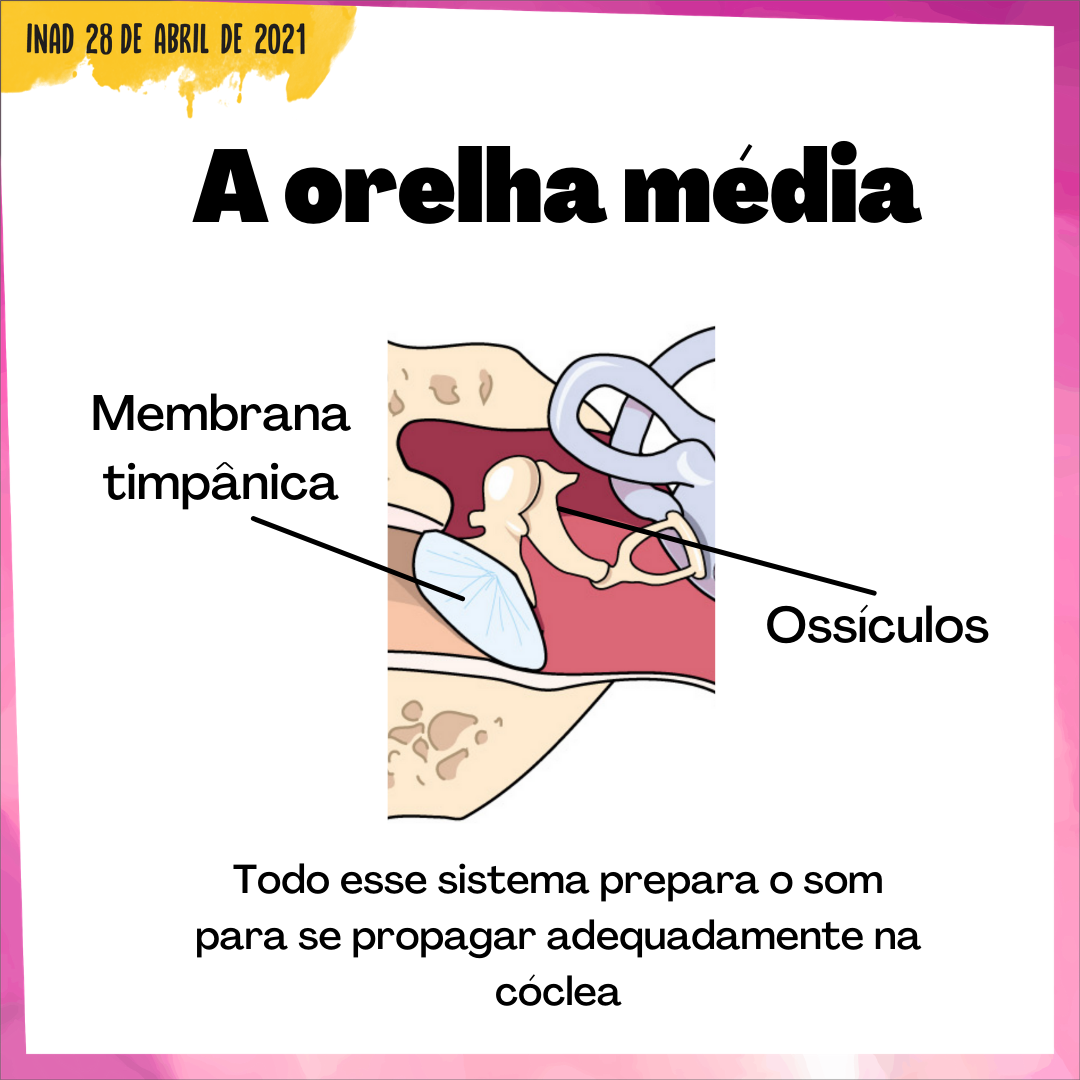 INAD 28 DE ABRIL DE 2021
A orelha média
Membrana
timpânica
Ossículos
Todo esse sistema prepara o som
para se propagar adequadamente na
cóclea